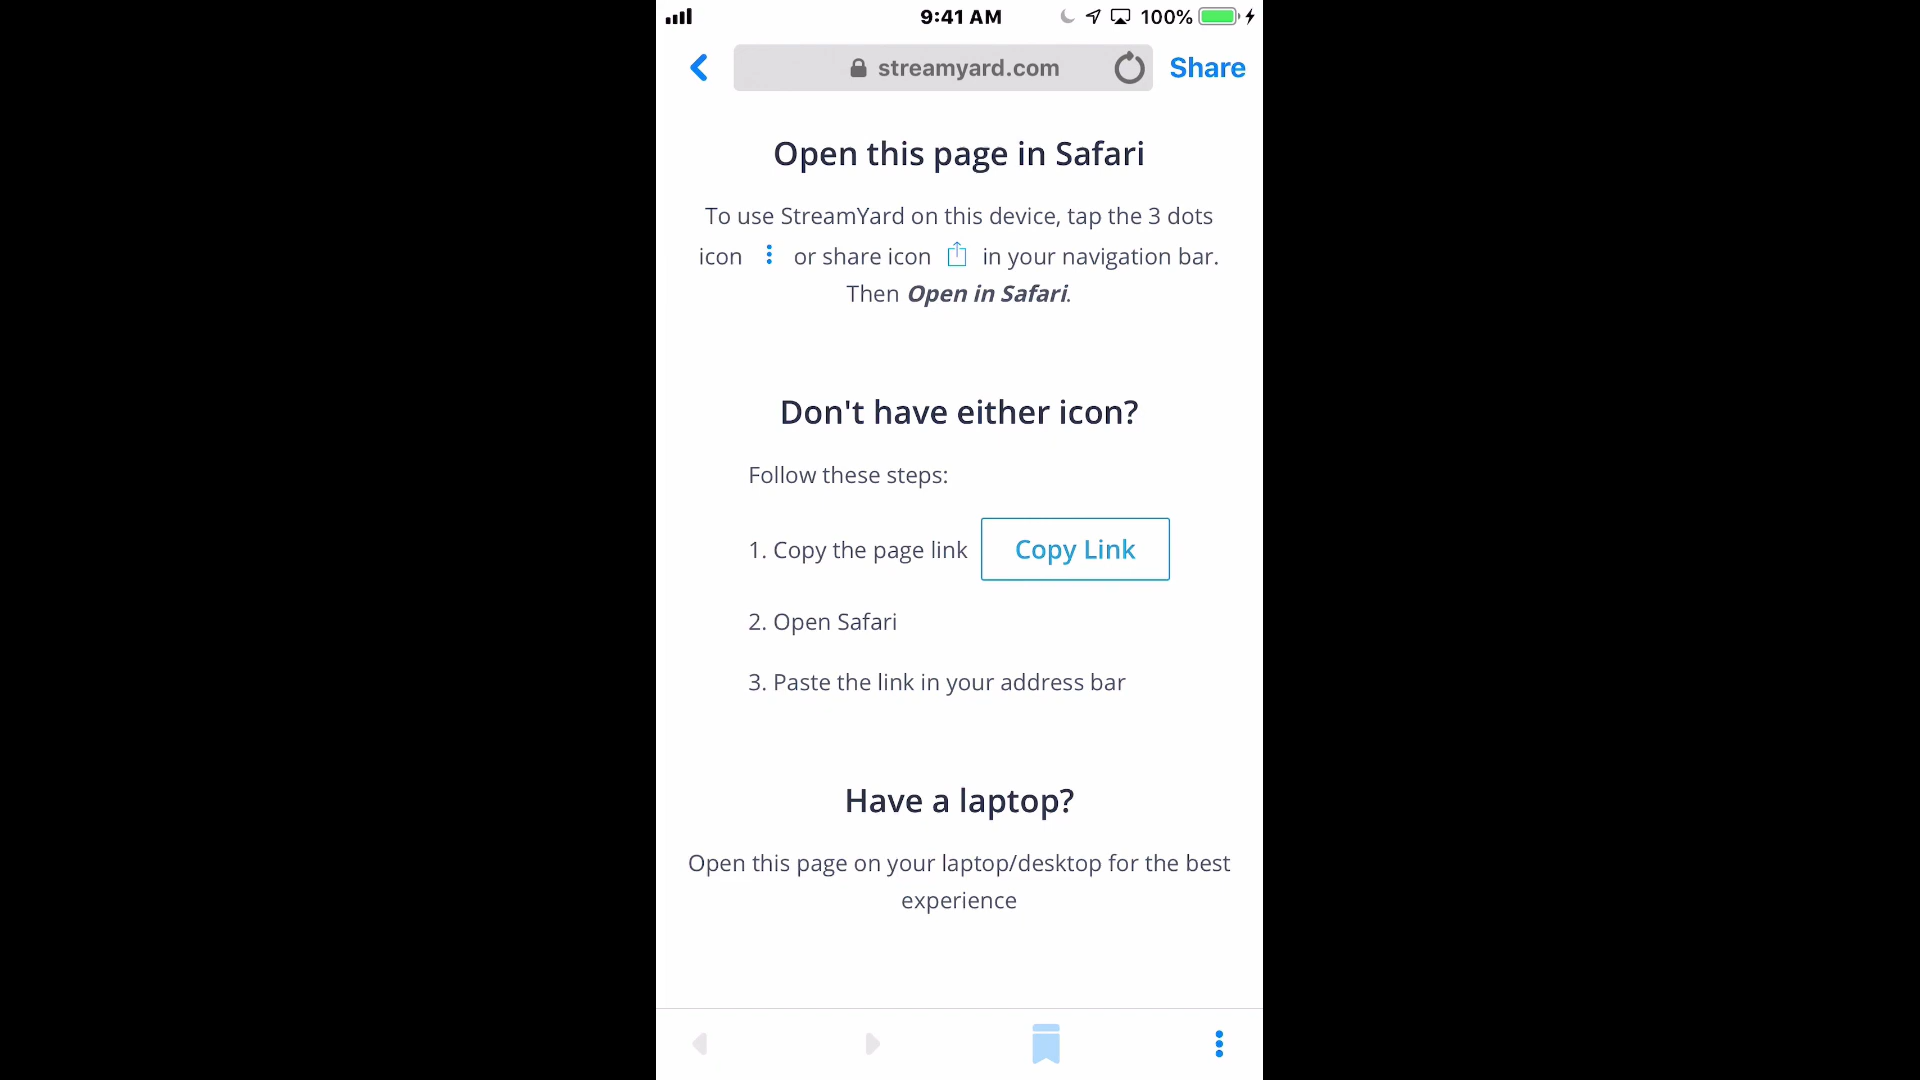 9:41 AM 100%
streamyard.com Share
Open this page in Safari
To use StreamYard on this device, tap the 3 dots
icon or share icon in your navigation bar.
Then Open in Safari.
Don't have either icon?
Follow these steps:
1. Copy the page link Copy Link
2. Open Safari
3. Paste the link in your address bar
Have a laptop?
Open this page on your laptop/desktop for the best
experience